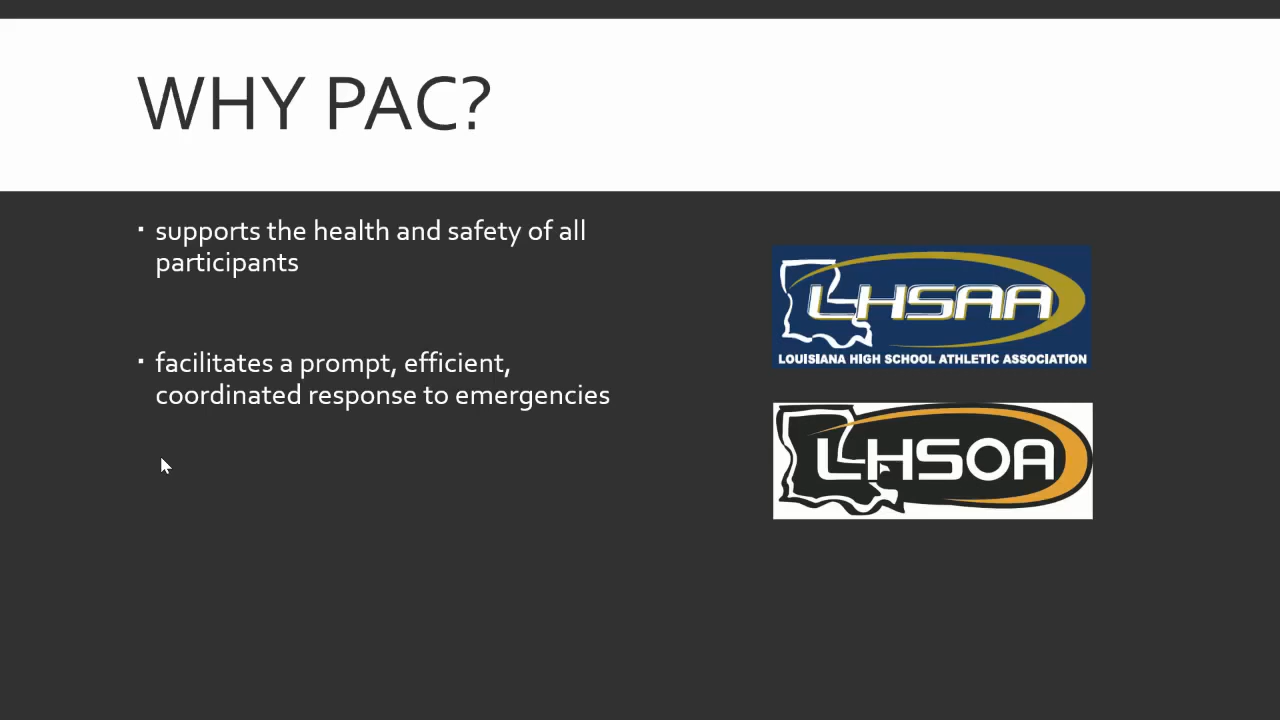 WHY PAC?
▪ supports the health and safety of all
participants
▪ facilitates a prompt, efficient,
coordinated response to emergencies
LHSAA
LOUISIANA HIGH SCHOOL ATHLETIC ASSOCIATION
LHSOA